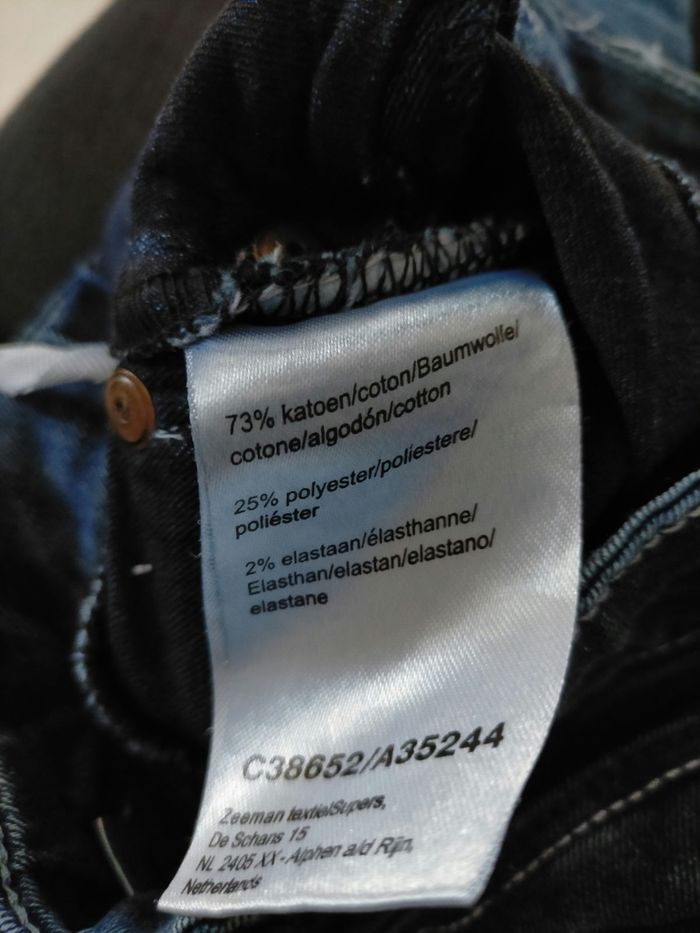 73% katoen/coton/Baumwolle/
cotone/algodón/cotton
25% polyester/poliestere/
poliéster
2% elastaan/élasthanne/
Elasthan/elastan/elastano/
elastane
C38652/A35244
Zeeman textielSupers,
De Schans 15
NL 2405 XX - Alphen a/d Rijn,
Netherlands